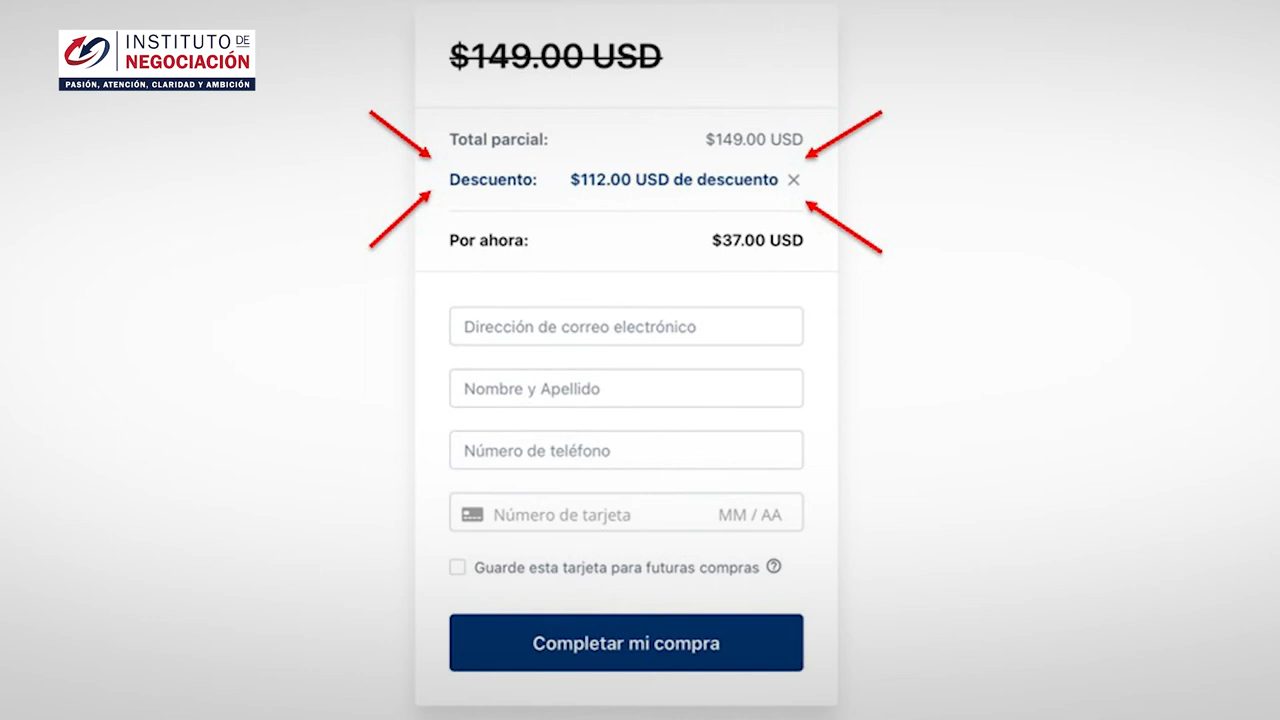 INSTITUTO DE
NEGOCIACIÓN
PASIÓN, ATENCIÓN, CLARIDAD Y AMBICIÓN
$149.00 USD
Total parcial: $149.00 USD
Descuento: $112.00 USD de descuento
Por ahora: $37.00 USD
Dirección de correo electrónico
Nombre y Apellido
Número de teléfono
Número de tarjeta MM / AA
Guarde esta tarjeta para futuras compras
Completar mi compra